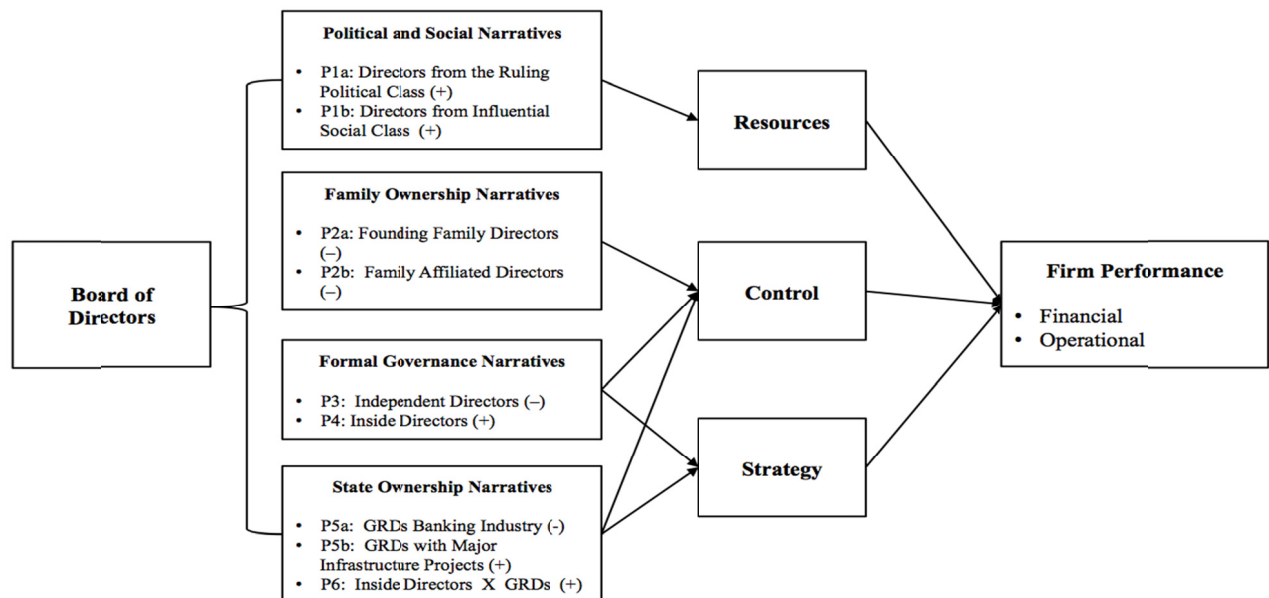 Board of
Directors
Political and Social Narratives
• P1a: Directors from the Ruling
Political Class (+)
• P1b: Directors from Influential
Social Class (+)
Family Ownership Narratives
• P2a: Founding Family Directors
(–)
• P2b: Family Affiliated Directors
(–)
Formal Governance Narratives
• P3: Independent Directors (–)
• P4: Inside Directors (+)
State Ownership Narratives
• P5a: GRDs Banking Industry (-)
• P5b: GRDs with Major
Infrastructure Projects (+)
• P6: Inside Directors X GRDs (+)
Resources
Control
Strategy
Firm Performance
• Financial
• Operational